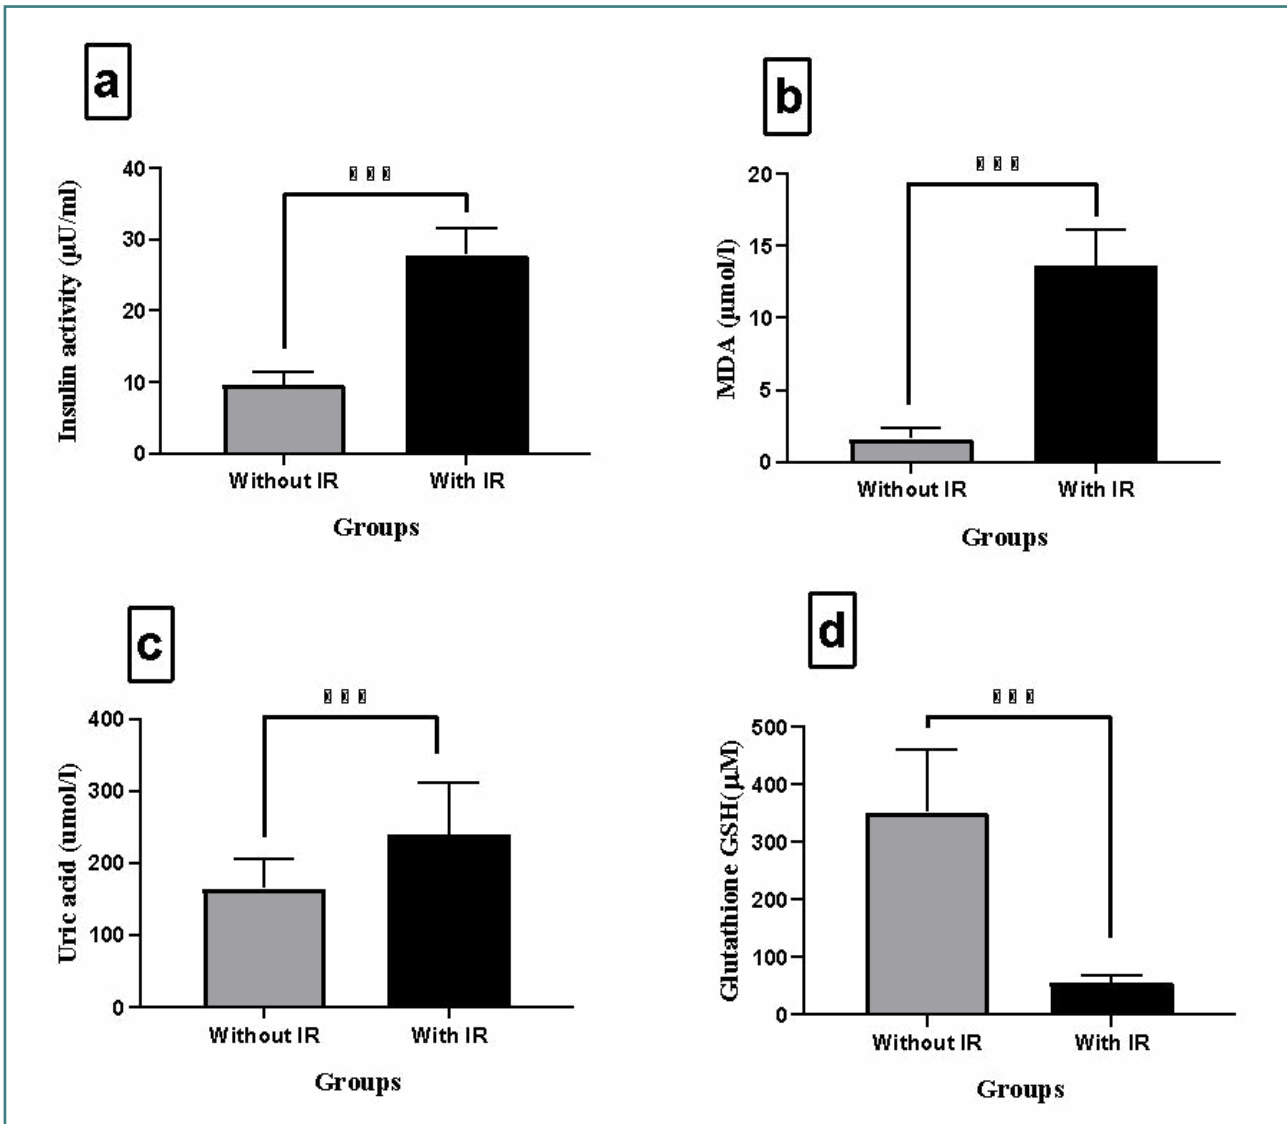 a
40
30
20
10
0
Insulin activity (µU/ml)
Without IR
With IR
Groups
b
20
15
10
5
0
MDA (µmol/l)
Without IR
With IR
Groups
c
400
300
200
100
0
Uric acid (umol/l)
Without IR
With IR
Groups
d
500
400
300
200
100
0
Glutathione GSH(µM)
Without IR
With IR
Groups